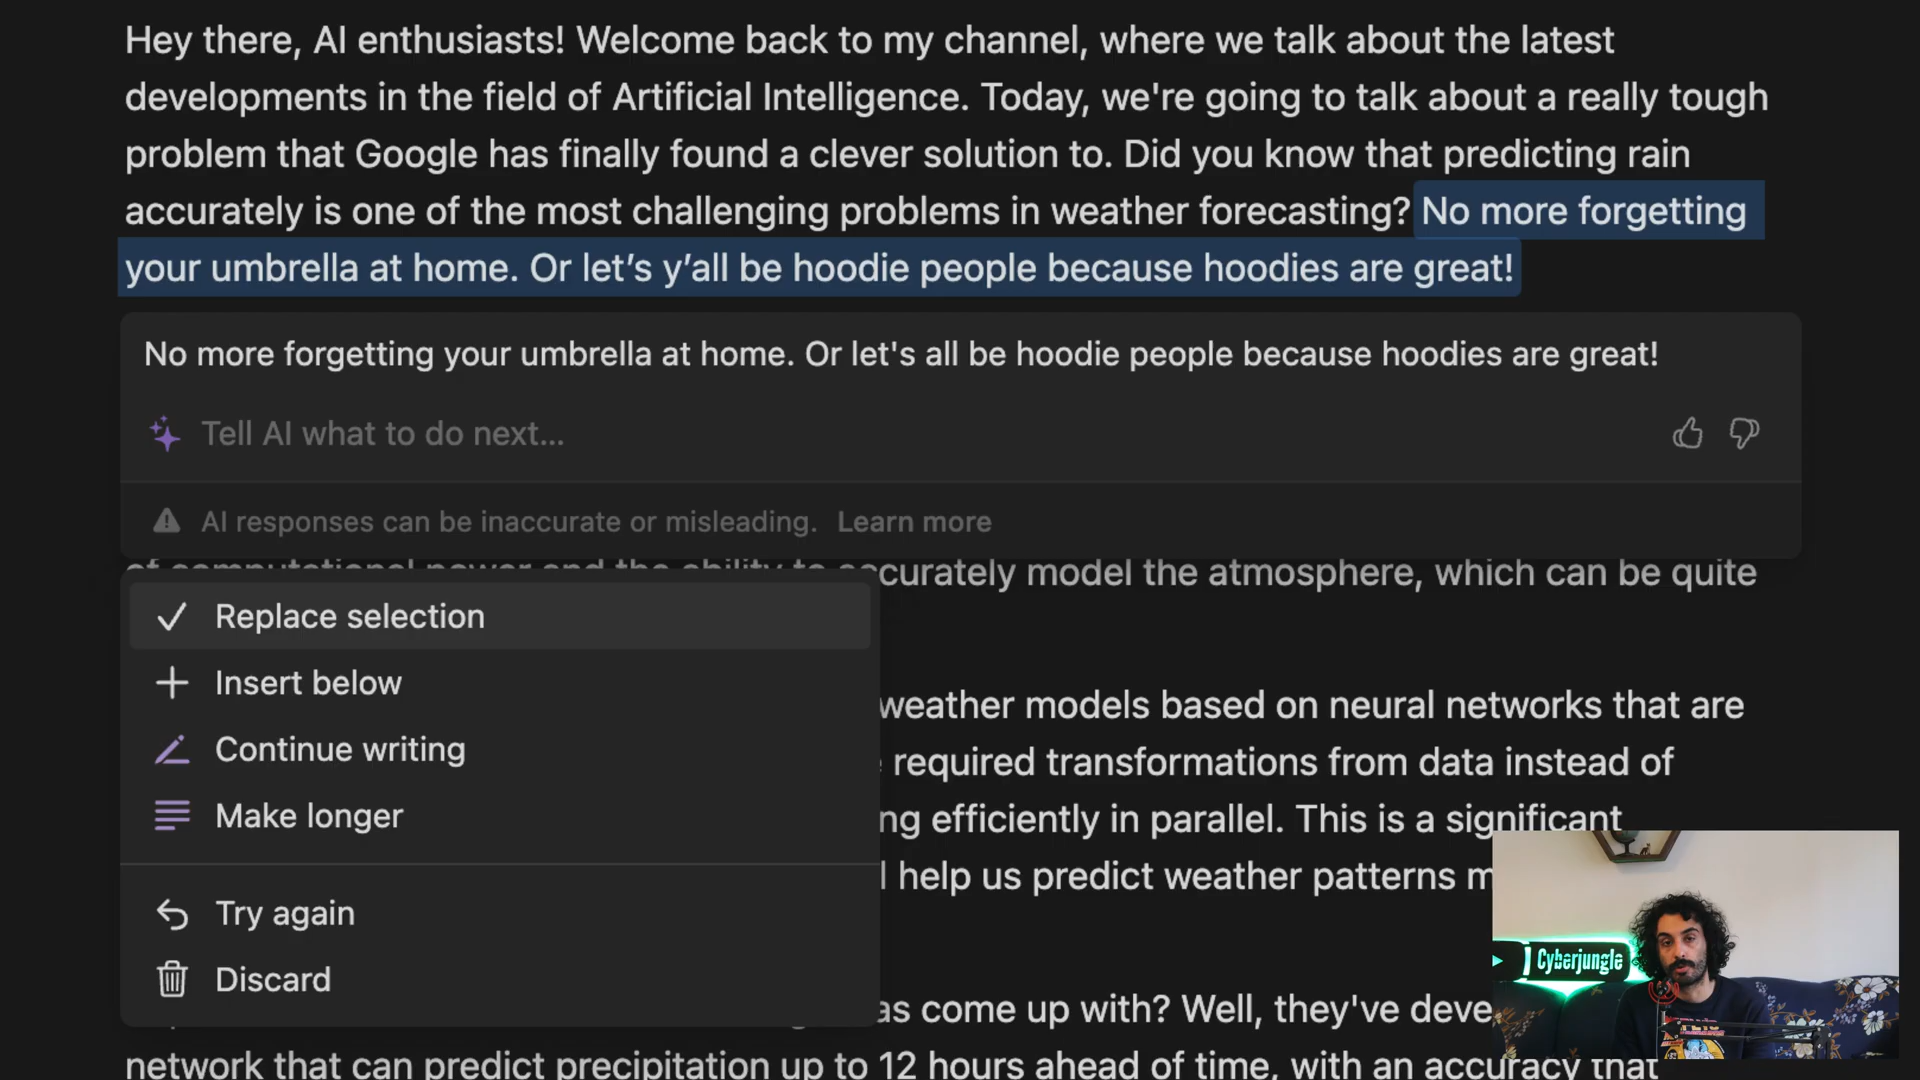 Hey there, AI enthusiasts! Welcome back to my channel, where we talk about the latest
developments in the field of Artificial Intelligence. Today, we're going to talk about a really tough
problem that Google has finally found a clever solution to. Did you know that predicting rain
accurately is one of the most challenging problems in weather forecasting? No more forgetting
your umbrella at home. Or let’s y’all be hoodie people because hoodies are great!
No more forgetting your umbrella at home. Or let's all be hoodie people because hoodies are great!
Tell AI what to do next...
AI responses can be inaccurate or misleading. Learn more
of computational power and the ability to accurately model the atmosphere, which can be quite
Replace selection
Insert below
weather models based on neural networks that are
Continue writing
required transformations from data instead of
Make longer
ng efficiently in parallel. This is a significant
help us predict weather patterns m
Try again
Cyberjungle
Discard
as come up with? Well, they've deve
network that can predict precipitation up to 12 hours ahead of time, with an accuracy that